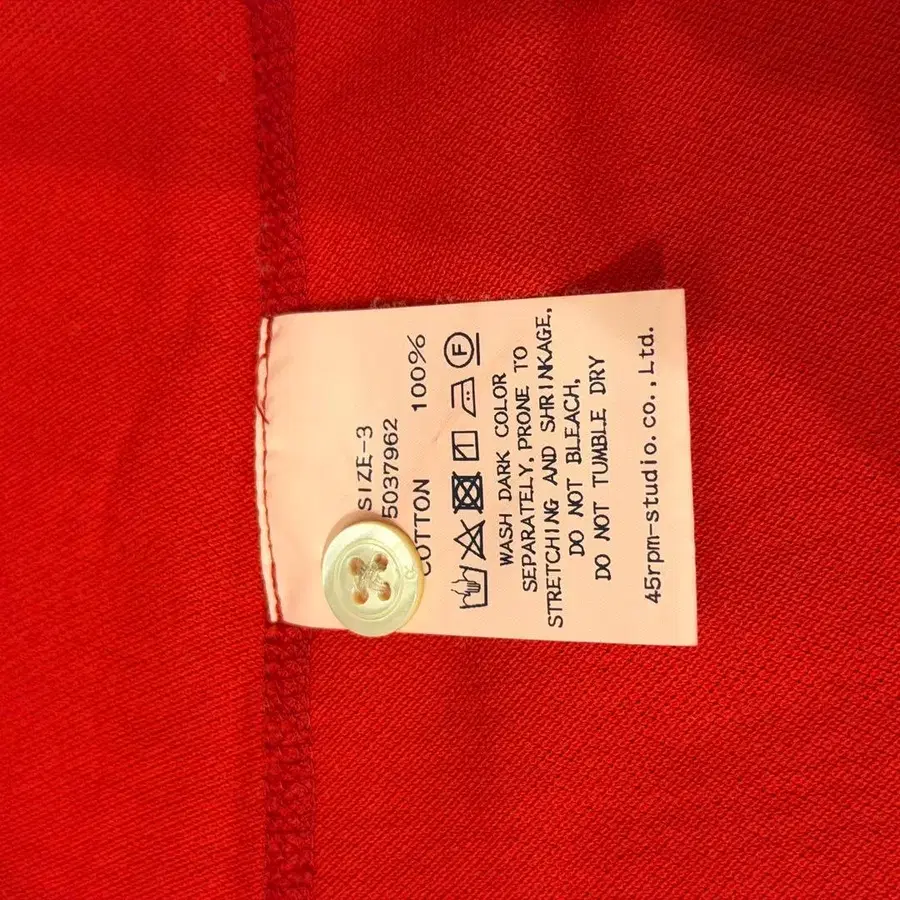 SIZE-3
5037962
COTTON 100%
F
WASH DARK COLOR
SEPARATELY, PRONE TO
STRETCHING AND SHRINKAGE,
DO NOT BLEACH,
DO NOT TUMBLE DRY
45rpm-studio.co.,Ltd.